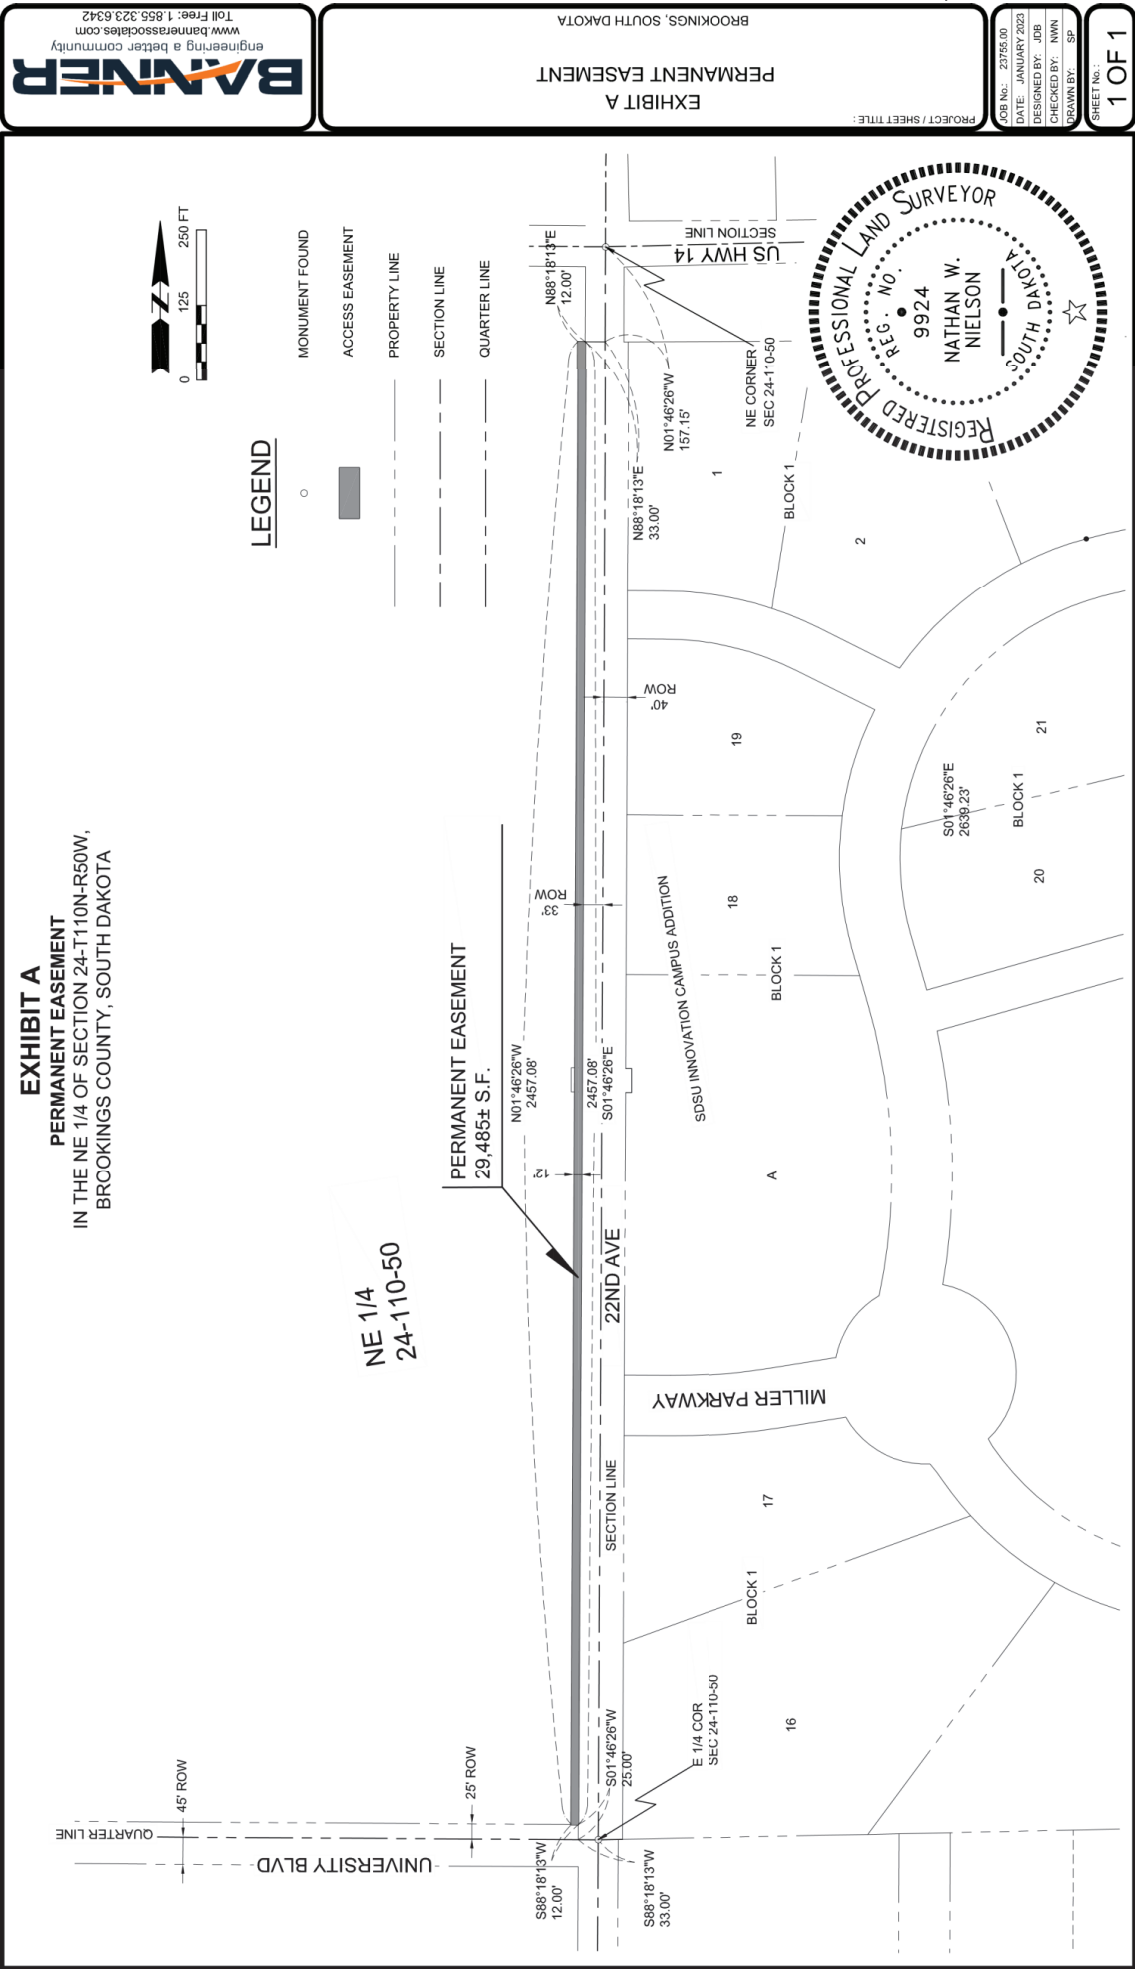 EXHIBIT A
PERMANENT EASEMENT
IN THE NE 1/4 OF SECTION 24-T110N-R50W,
BROOKINGS COUNTY, SOUTH DAKOTA
LEGEND
MONUMENT FOUND
ACCESS EASEMENT
PROPERTY LINE
SECTION LINE
QUARTER LINE
N
0
125
250 FT
NE 1/4
24-110-50
PERMANENT EASEMENT
29,485± S.F.
QUARTER LINE
UNIVERSITY BLVD
45' ROW
25' ROW
S88°18'13"W
12.00'
S88°18'13"W
33.00'
S01°46'26"W
25.00'
E 1/4 COR
SEC 24-110-50
N01°46'26"W
2457.08'
2457.08'
S01°46'26"E
12'
33'
ROW
40'
ROW
22ND AVE
SECTION LINE
N88°18'13"E
12.00'
N88°18'13"E
33.00'
N01°46'26"W
157.15'
NE CORNER
SEC 24-110-50
US HWY 14
SECTION LINE
MILLER PARKWAY
SDSU INNOVATION CAMPUS ADDITION
16
BLOCK 1
17
A
BLOCK 1
18
19
20
BLOCK 1
21
S01°46'26"E
2639.23'
1
BLOCK 1
2
REGISTERED PROFESSIONAL LAND SURVEYOR
REG. NO.
9924
NATHAN W.
NIELSON
SOUTH DAKOTA
BANNER
engineering a better community
www.bannerassociates.com
Toll Free: 1.855.323.6342
PROJECT / SHEET TITLE :
EXHIBIT A
PERMANENT EASEMENT
BROOKINGS, SOUTH DAKOTA
JOB No.: 23755.00
DATE: JANUARY 2023
DESIGNED BY: JDB
CHECKED BY: NWN
DRAWN BY: SP
SHEET No.:
1 OF 1